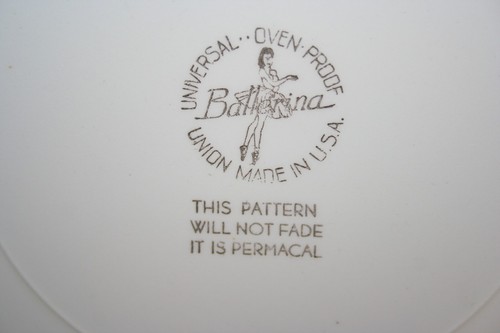 UNIVERSAL · · OVEN-PROOF
Ballerina
UNION MADE IN U.S.A.
THIS PATTERN
WILL NOT FADE
IT IS PERMACAL